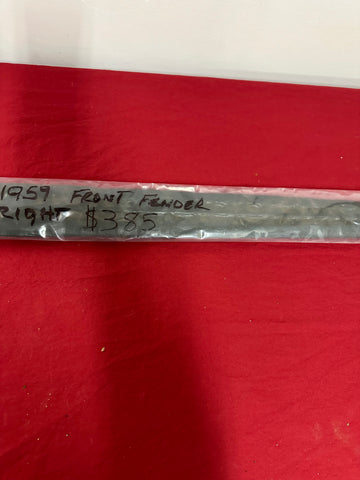 1959 FRONT FENDER
RIGHT $385